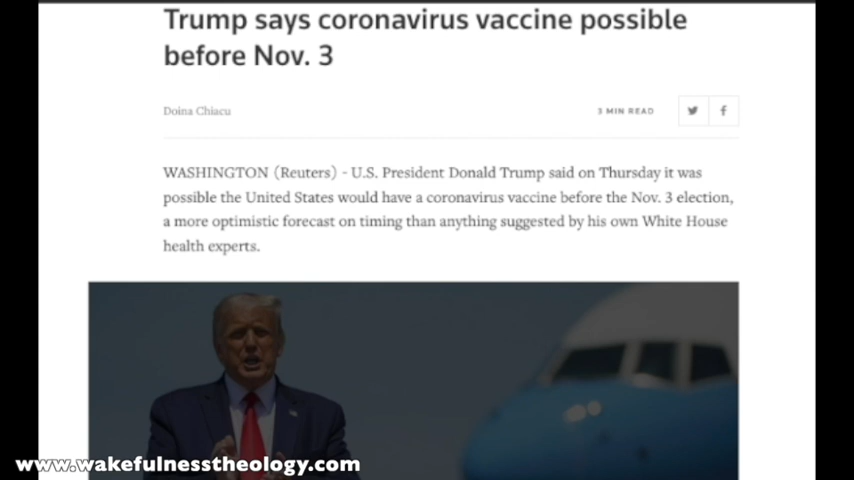 Trump says coronavirus vaccine possible
before Nov. 3
Doina Chiacu
3 MIN READ
WASHINGTON (Reuters) - U.S. President Donald Trump said on Thursday it was
possible the United States would have a coronavirus vaccine before the Nov. 3 election,
a more optimistic forecast on timing than anything suggested by his own White House
health experts.
www.wakefulnesstheology.com